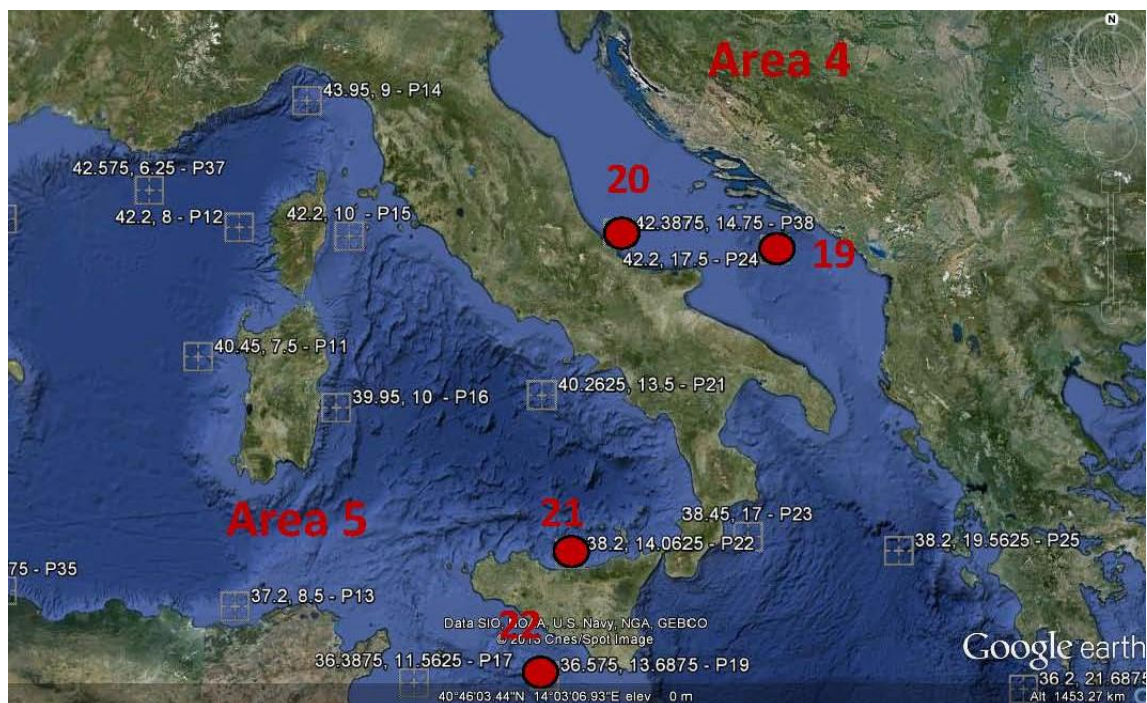 N
Area 4
43.95, 9 - P14
42.575, 6.25 - P37
20
42.2, 8 - P12
42.2, 10 - P15
42.3875, 14.75 - P38
42.2, 17.5 - P24
19
40.45, 7.5 - P11
40.2625, 13.5 - P21
39.95, 10 - P16
Area 5
21
38.45, 17 - P23
38.2, 14.0625 - P22
38.2, 19.5625 - P25
75 - P35
37.2, 8.5 - P13
22
Data SIO, NOAA, U.S. Navy, NGA, GEBCO
© 2013 Cnes/Spot Image
Google earth
36.3875, 11.5625 - P17
36.575, 13.6875 - P19
36.2, 21.6875
40°46'03.44"N 14°03'06.93"E elev 0 m
Alt 1453.27 km